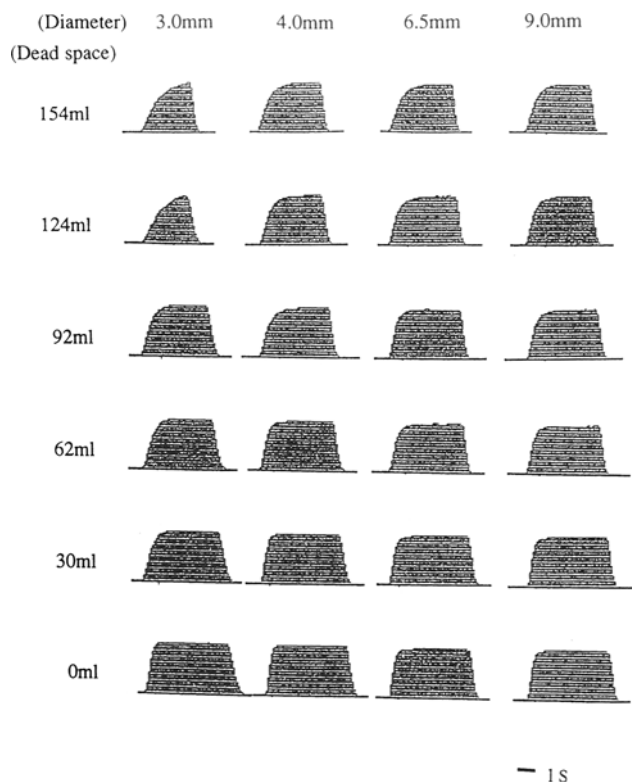 (Diameter) 3.0mm 4.0mm 6.5mm 9.0mm
(Dead space)
154ml
124ml
92ml
62ml
30ml
0ml
1 S